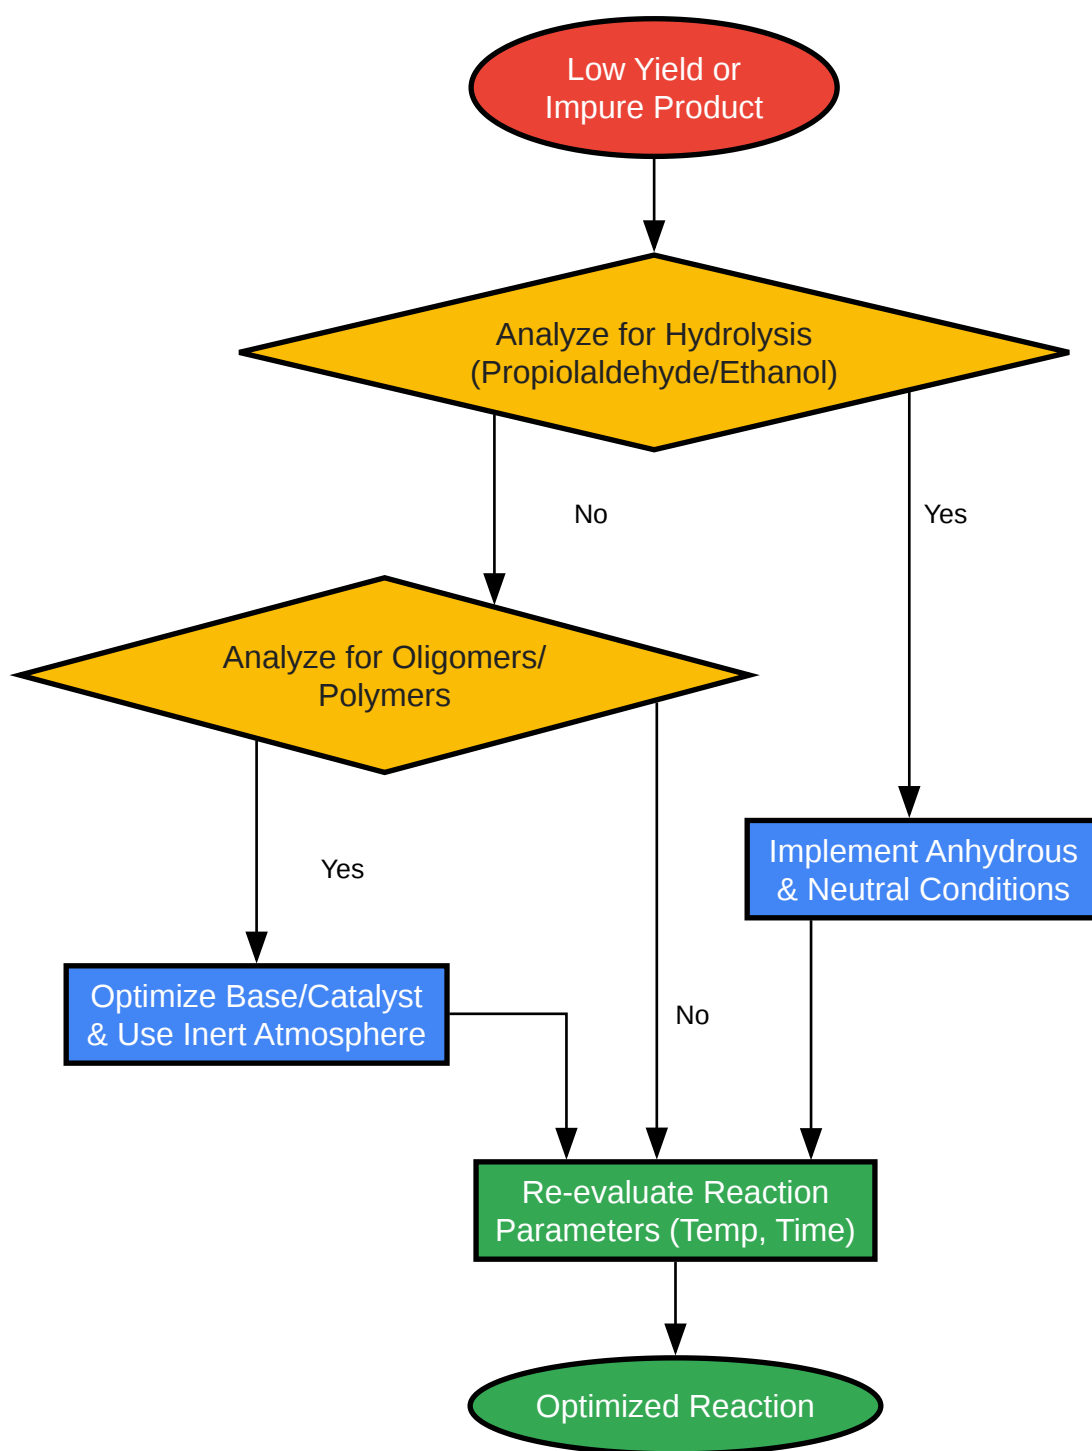 Low Yield or
Impure Product
Analyze for Hydrolysis
(Propiolaldehyde/Ethanol)
No
Yes
Analyze for Oligomers/
Polymers
Implement Anhydrous
& Neutral Conditions
Yes
Optimize Base/Catalyst
& Use Inert Atmosphere
No
Re-evaluate Reaction
Parameters (Temp, Time)
Optimized Reaction